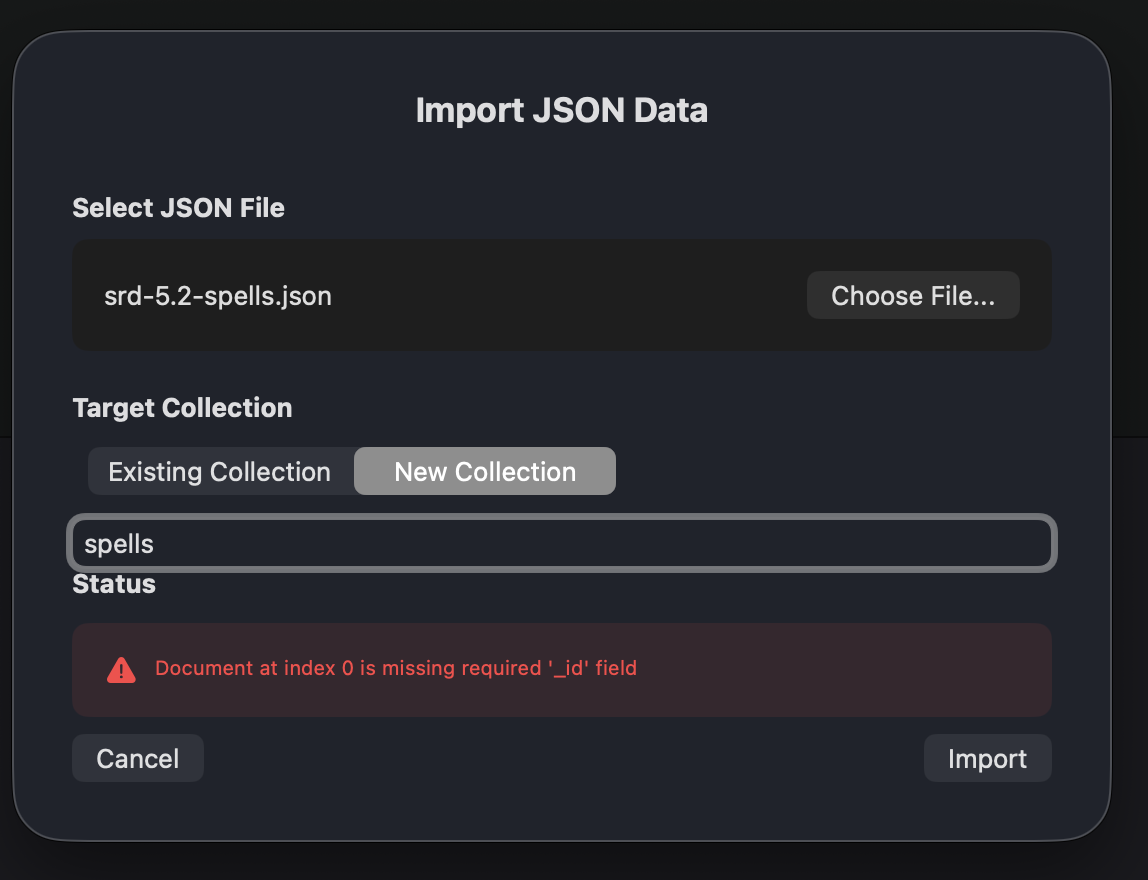 Import JSON Data
Select JSON File
srd-5.2-spells.json
Choose File...
Target Collection
Existing Collection
New Collection
spells
Status
Document at index 0 is missing required '_id' field
Cancel
Import